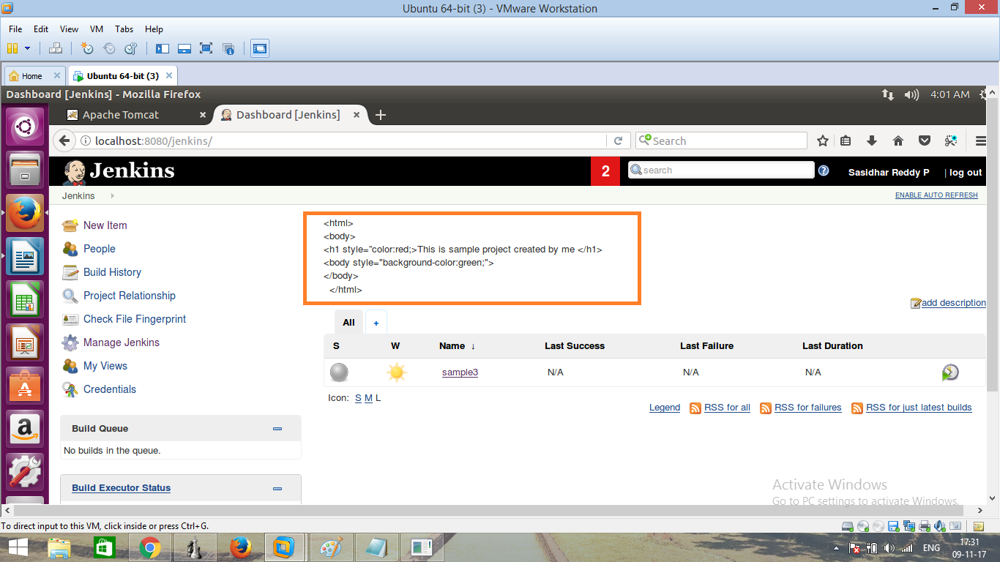 Ubuntu 64-bit (3) - VMware Workstation
File Edit View VM Tabs Help
Home
Ubuntu 64-bit (3)
Dashboard [Jenkins] - Mozilla Firefox
4:01 AM
Apache Tomcat
Dashboard [Jenkins]
localhost:8080/jenkins/
Search
Jenkins
2
search
Sasidhar Reddy P
| log out
Jenkins
ENABLE AUTO REFRESH
New Item
People
Build History
Project Relationship
Check File Fingerprint
Manage Jenkins
My Views
Credentials
<html>
<body>
<h1 style="color:red;>This is sample project created by me </h1>
<body style="background-color:green;">
</body>
</html>
add description
All
+
S W Name ↓ Last Success Last Failure Last Duration
sample3 N/A N/A N/A
Icon: S M L
Legend RSS for all RSS for failures RSS for just latest builds
Build Queue
No builds in the queue.
Build Executor Status
Activate Windows
Go to PC settings to activate Windows.
To direct input to this VM, click inside or press Ctrl+G.
ENG
17:31
09-11-17